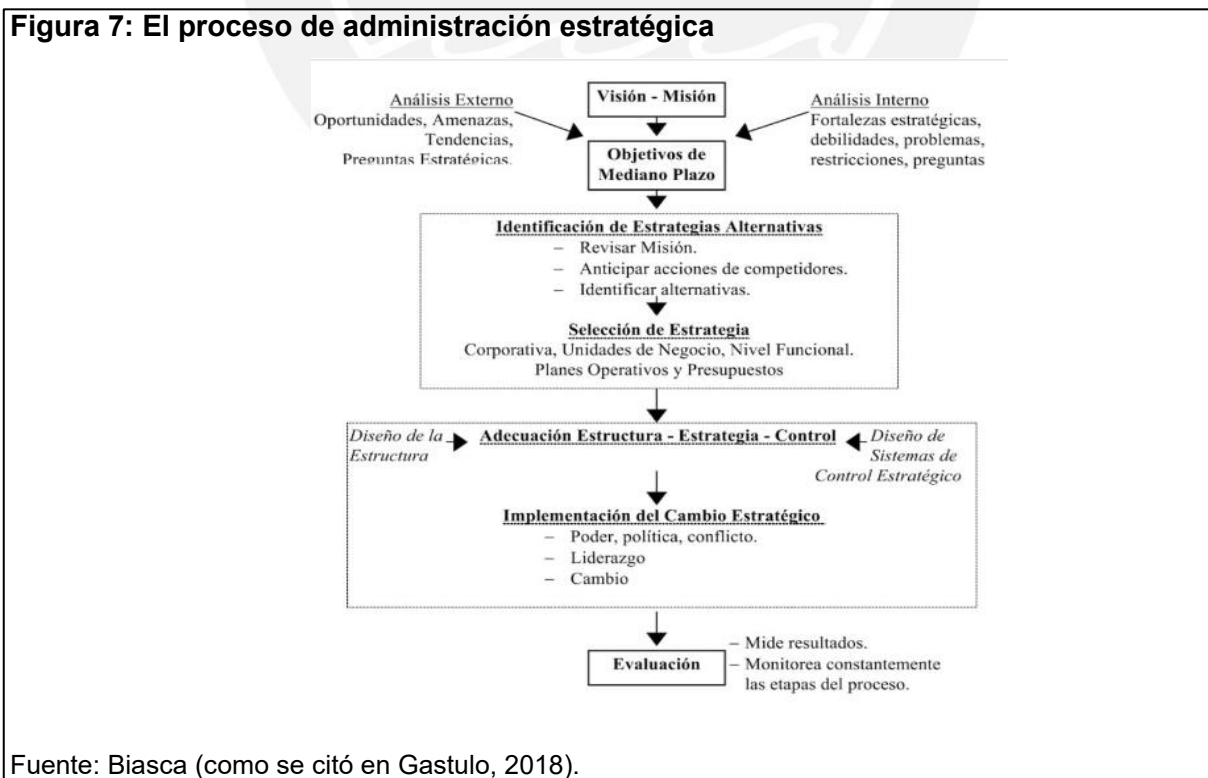 Figura 7: El proceso de administración estratégica
Análisis Externo
Oportunidades, Amenazas,
Tendencias,
Preguntas Estratégicas.
Visión - Misión
Análisis Interno
Fortalezas estratégicas,
debilidades, problemas,
restricciones, preguntas
Objetivos de
Mediano Plazo
Identificación de Estrategias Alternativas
– Revisar Misión.
– Anticipar acciones de competidores.
– Identificar alternativas.
Selección de Estrategia
Corporativa, Unidades de Negocio, Nivel Funcional.
Planes Operativos y Presupuestos
Diseño de la
Estructura
Adecuación Estructura - Estrategia - Control
Diseño de
Sistemas de
Control Estratégico
Implementación del Cambio Estratégico
– Poder, política, conflicto.
– Liderazgo
– Cambio
Evaluación
– Mide resultados.
– Monitorea constantemente
las etapas del proceso.
Fuente: Biasca (como se citó en Gastulo, 2018).